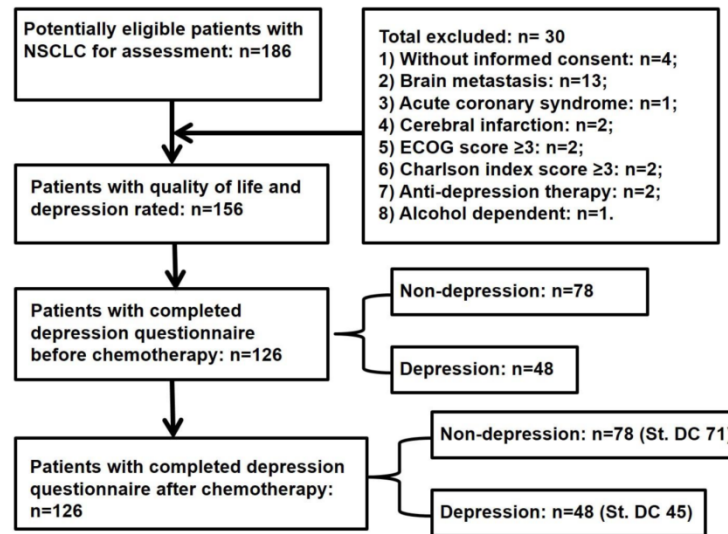 Potentially eligible patients with
NSCLC for assessment: n=186
Total excluded: n= 30
1) Without informed consent: n=4;
2) Brain metastasis: n=13;
3) Acute coronary syndrome: n=1;
4) Cerebral infarction: n=2;
5) ECOG score ≥3: n=2;
6) Charlson index score ≥3: n=2;
7) Anti-depression therapy: n=2;
8) Alcohol dependent: n=1.
Patients with quality of life and
depression rated: n=156
Patients with completed
depression questionnaire
before chemotherapy: n=126
Non-depression: n=78
Depression: n=48
Patients with completed depression
questionnaire after chemotherapy:
n=126
Non-depression: n=78 (St. DC 71)
Depression: n=48 (St. DC 45)